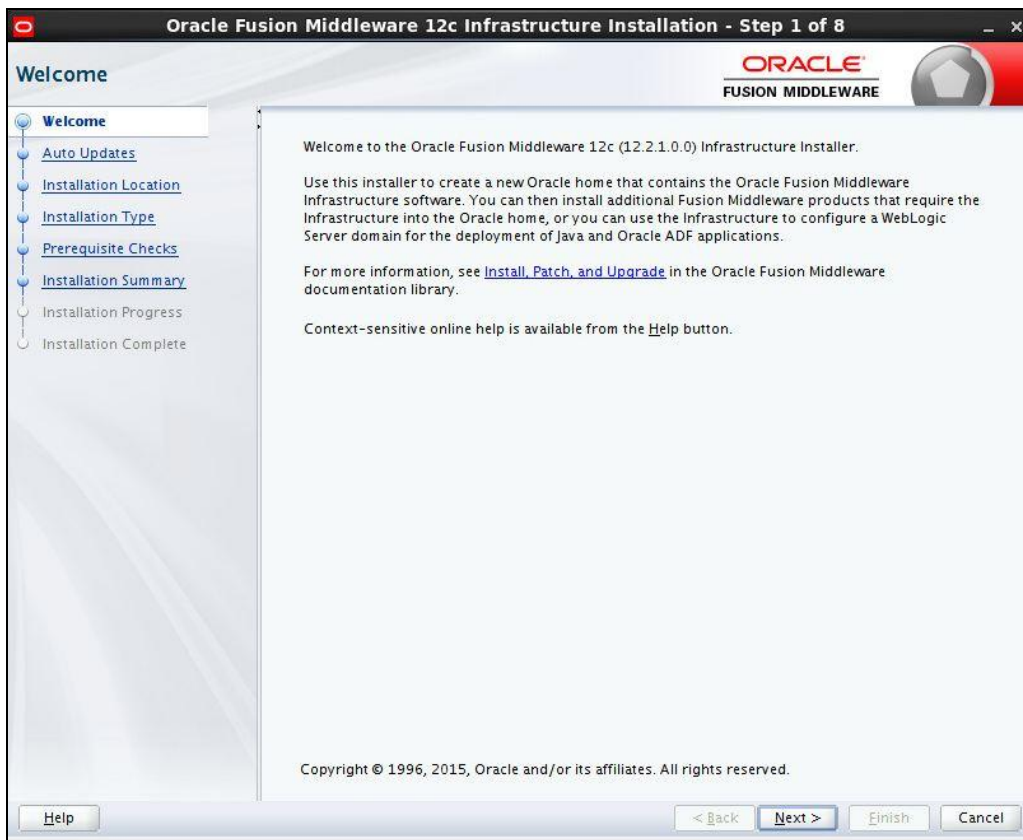 Oracle Fusion Middleware 12c Infrastructure Installation - Step 1 of 8
Welcome
ORACLE
FUSION MIDDLEWARE
Welcome
Auto Updates
Installation Location
Installation Type
Prerequisite Checks
Installation Summary
Installation Progress
Installation Complete
Welcome to the Oracle Fusion Middleware 12c (12.2.1.0.0) Infrastructure Installer.
Use this installer to create a new Oracle home that contains the Oracle Fusion Middleware
Infrastructure software. You can then install additional Fusion Middleware products that require the
Infrastructure into the Oracle home, or you can use the Infrastructure to configure a WebLogic
Server domain for the deployment of Java and Oracle ADF applications.
For more information, see Install, Patch, and Upgrade in the Oracle Fusion Middleware
documentation library.
Context-sensitive online help is available from the Help button.
Copyright © 1996, 2015, Oracle and/or its affiliates. All rights reserved.
Help
< Back
Next >
Finish
Cancel